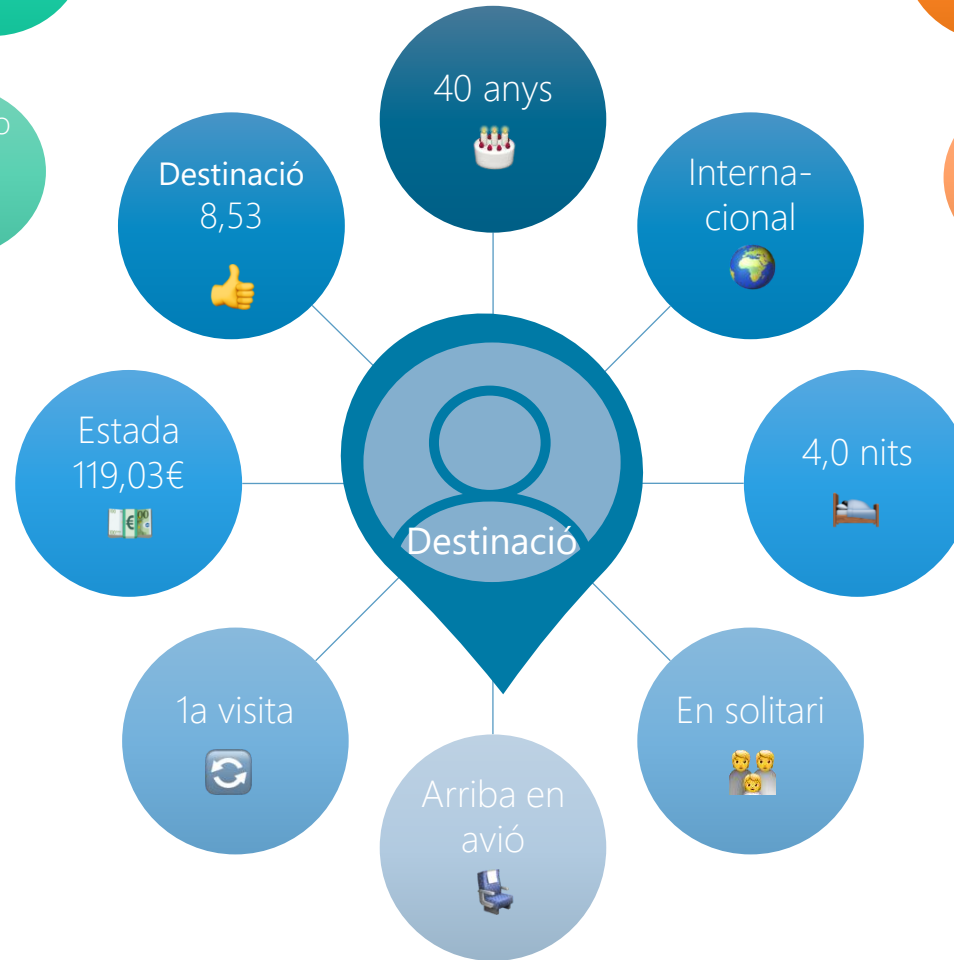 40 anys
Destinació
8,53
Interna-
cional
Estada
119,03€
4,0 nits
Destinació
1a visita
En solitari
Arriba en
avió